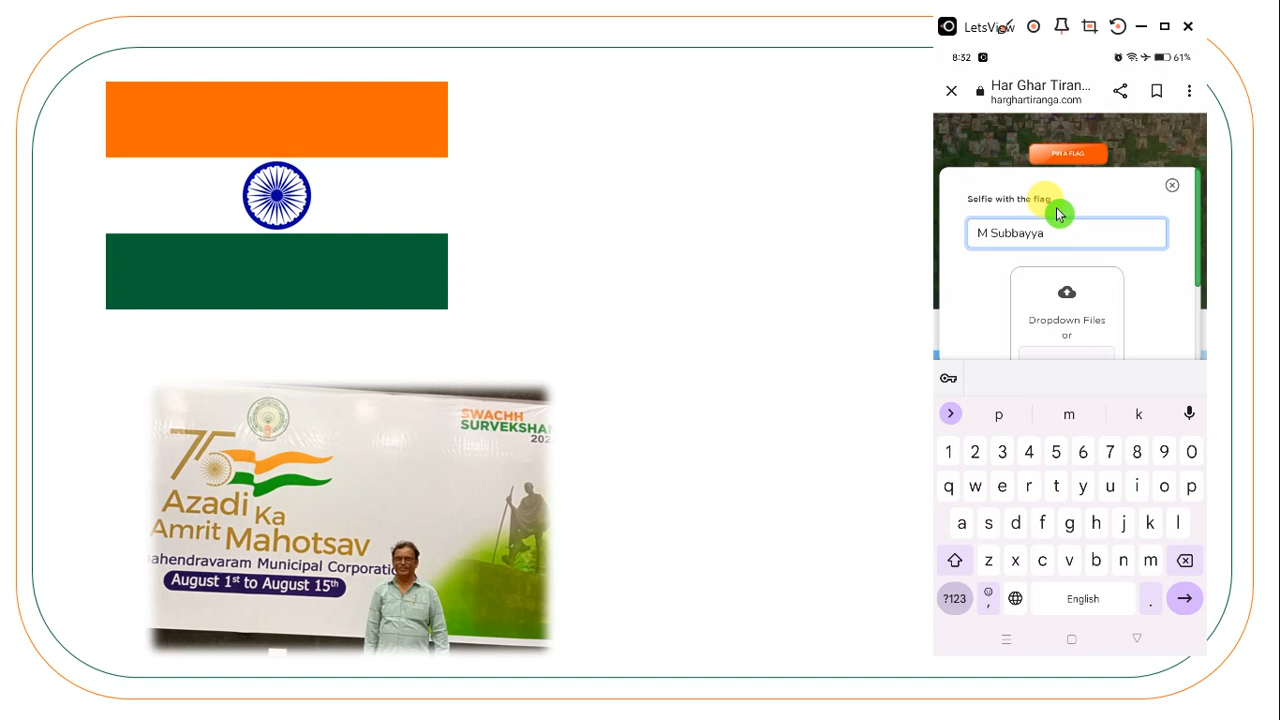 SWACHH
SURVEKSHA
202
75
Azadi Ka
Amrit Mahotsav
ahendravaram Municipal Corporatio
August 1st to August 15th
LetsView
8:32
61%
Har Ghar Tiran...
harghartiranga.com
PIN A FLAG
Selfie with the flag
M Subbayya
Dropdown Files
or
p m k
1 2 3 4 5 6 7 8 9 0
q w e r t y u i o p
a s d f g h j k l
z x c v b n m
?123 , English .